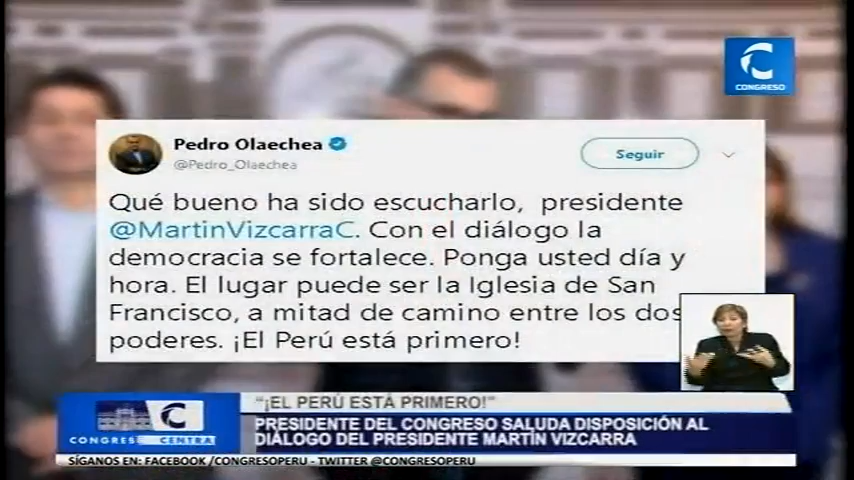 CONGRESO
Pedro Olaechea
@Pedro_Olaechea
Seguir
Qué bueno ha sido escucharlo, presidente
@MartinVizcarraC. Con el diálogo la
democracia se fortalece. Ponga usted día y
hora. El lugar puede ser la Iglesia de San
Francisco, a mitad de camino entre los dos
poderes. ¡El Perú está primero!
"¡EL PERÚ ESTÁ PRIMERO!"
PRESIDENTE DEL CONGRESO SALUDA DISPOSICIÓN AL
DIÁLOGO DEL PRESIDENTE MARTÍN VIZCARRA
SÍGANOS EN: FACEBOOK /CONGRESOPERU - TWITTER @CONGRESOPERU